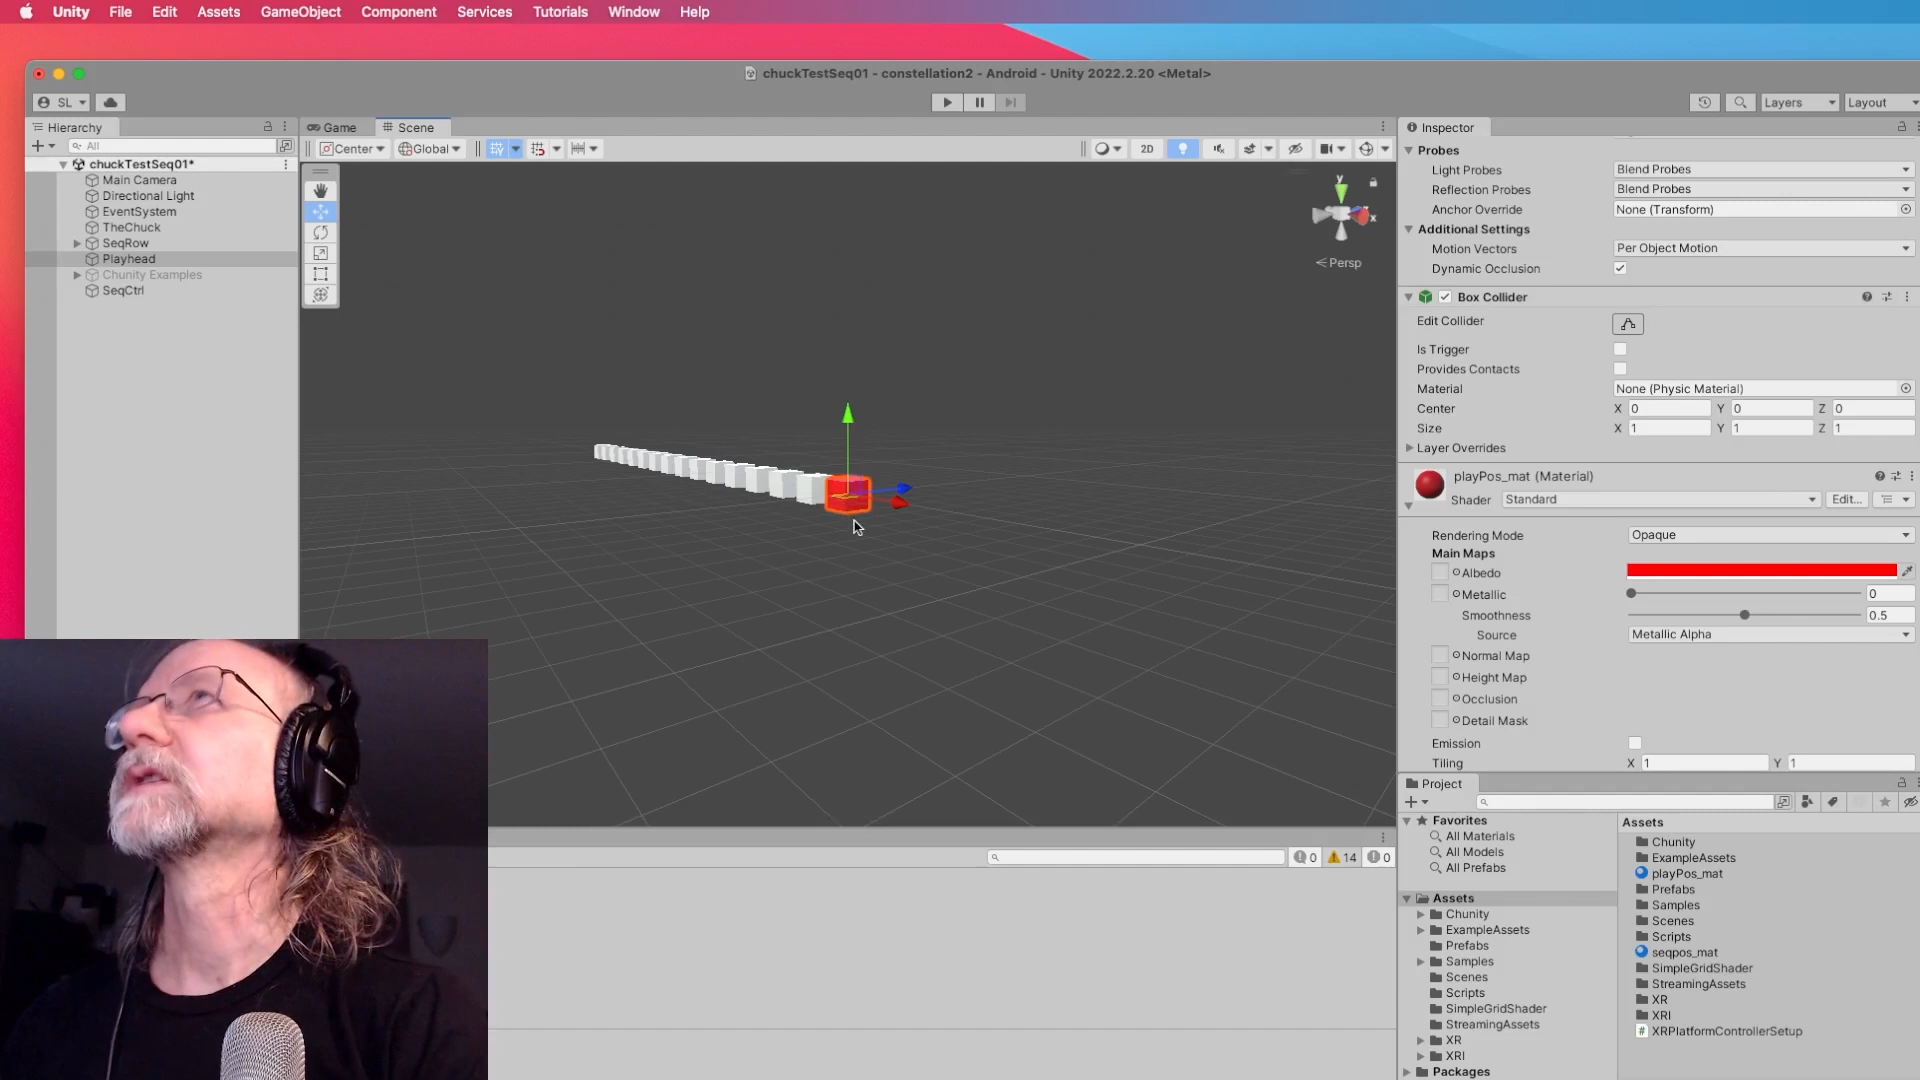 Unity File Edit Assets GameObject Component Services Tutorials Window Help
chuckTestSeq01 - constellation2 - Android - Unity 2022.2.20 <Metal>
SL
Layers
Layout
Hierarchy
All
chuckTestSeq01*
Main Camera
Directional Light
EventSystem
TheChuck
SeqRow
Playhead
Chunity Examples
SeqCtrl
Game
Scene
Center
Global
2D
y
x
Persp
Inspector
Probes
Light Probes Blend Probes
Reflection Probes Blend Probes
Anchor Override None (Transform)
Additional Settings
Motion Vectors Per Object Motion
Dynamic Occlusion
Box Collider
Edit Collider
Is Trigger
Provides Contacts
Material None (Physic Material)
Center X 0 Y 0 Z 0
Size X 1 Y 1 Z 1
Layer Overrides
playPos_mat (Material)
Shader Standard Edit...
Rendering Mode Opaque
Main Maps
Albedo
Metallic 0
Smoothness 0.5
Source Metallic Alpha
Normal Map
Height Map
Occlusion
Detail Mask
Emission
Tiling X 1 Y 1
0 14 0
Project
Favorites
All Materials
All Models
All Prefabs
Assets
Chunity
ExampleAssets
Prefabs
Samples
Scenes
Scripts
SimpleGridShader
StreamingAssets
XR
XRI
Packages
Assets
Chunity
ExampleAssets
playPos_mat
Prefabs
Samples
Scenes
Scripts
seqpos_mat
SimpleGridShader
StreamingAssets
XR
XRI
XRPlatformControllerSetup